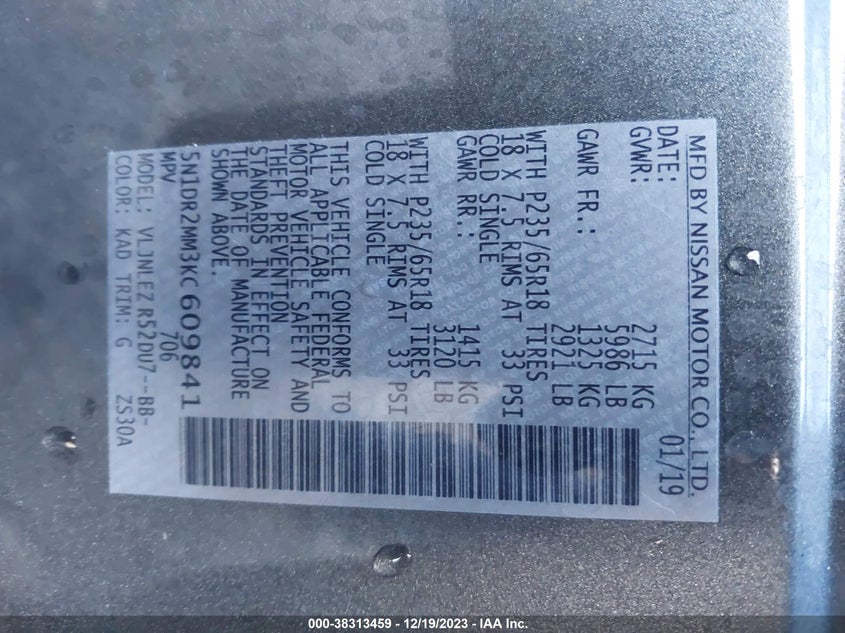 MFD BY NISSAN MOTOR CO., LTD.
DATE: 01/19
GVWR: 2715 KG
5986 LB
GAWR FR.: 1325 KG
2921 LB
WITH P235/65R18 TIRES
18 X 7.5 RIMS AT 33 PSI
COLD SINGLE
GAWR RR.: 1415 KG
3120 LB
WITH P235/65R18 TIRES
18 X 7.5 RIMS AT 33 PSI
COLD SINGLE
THIS VEHICLE CONFORMS TO
ALL APPLICABLE FEDERAL
MOTOR VEHICLE SAFETY AND
THEFT PREVENTION
STANDARDS IN EFFECT ON
THE DATE OF MANUFACTURE
SHOWN ABOVE.
5N1DR2MM3KC609841
MPV 706
MODEL: VLJNLEZ R52DU7--BB-
COLOR: KAD TRIM: G ZS30A
000-38313459 - 12/19/2023 - IAA Inc.